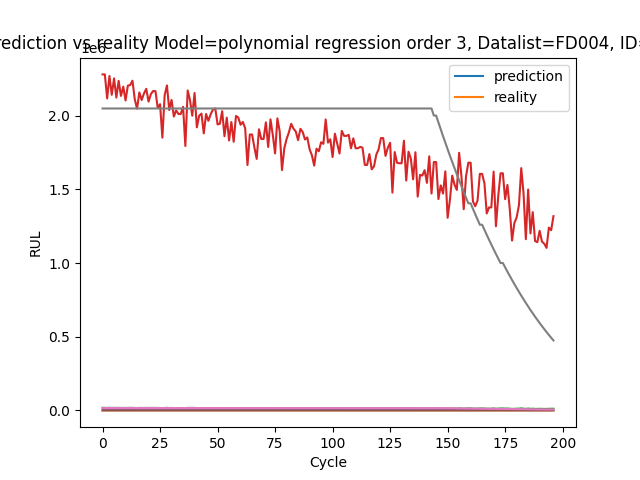 rediction vs reality Model=polynomial regression order 3, Datalist=FD004, ID=
1e6
prediction
reality
2.0
1.5
1.0
0.5
0.0
RUL
0 25 50 75 100 125 150 175 200
Cycle